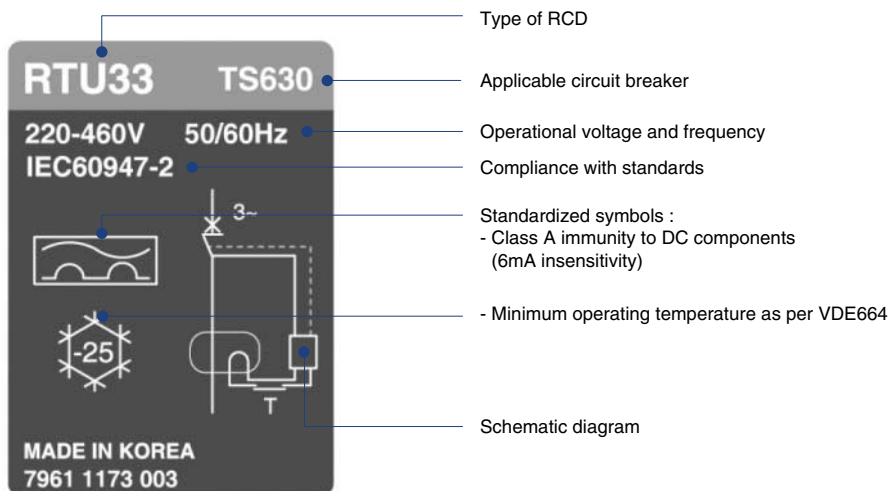 Type of RCD
RTU33 TS630
Applicable circuit breaker
220-460V 50/60Hz
Operational voltage and frequency
IEC60947-2
Compliance with standards
3~
Standardized symbols :
- Class A immunity to DC components
(6mA insensitivity)
- Minimum operating temperature as per VDE664
-25
T
Schematic diagram
MADE IN KOREA
7961 1173 003